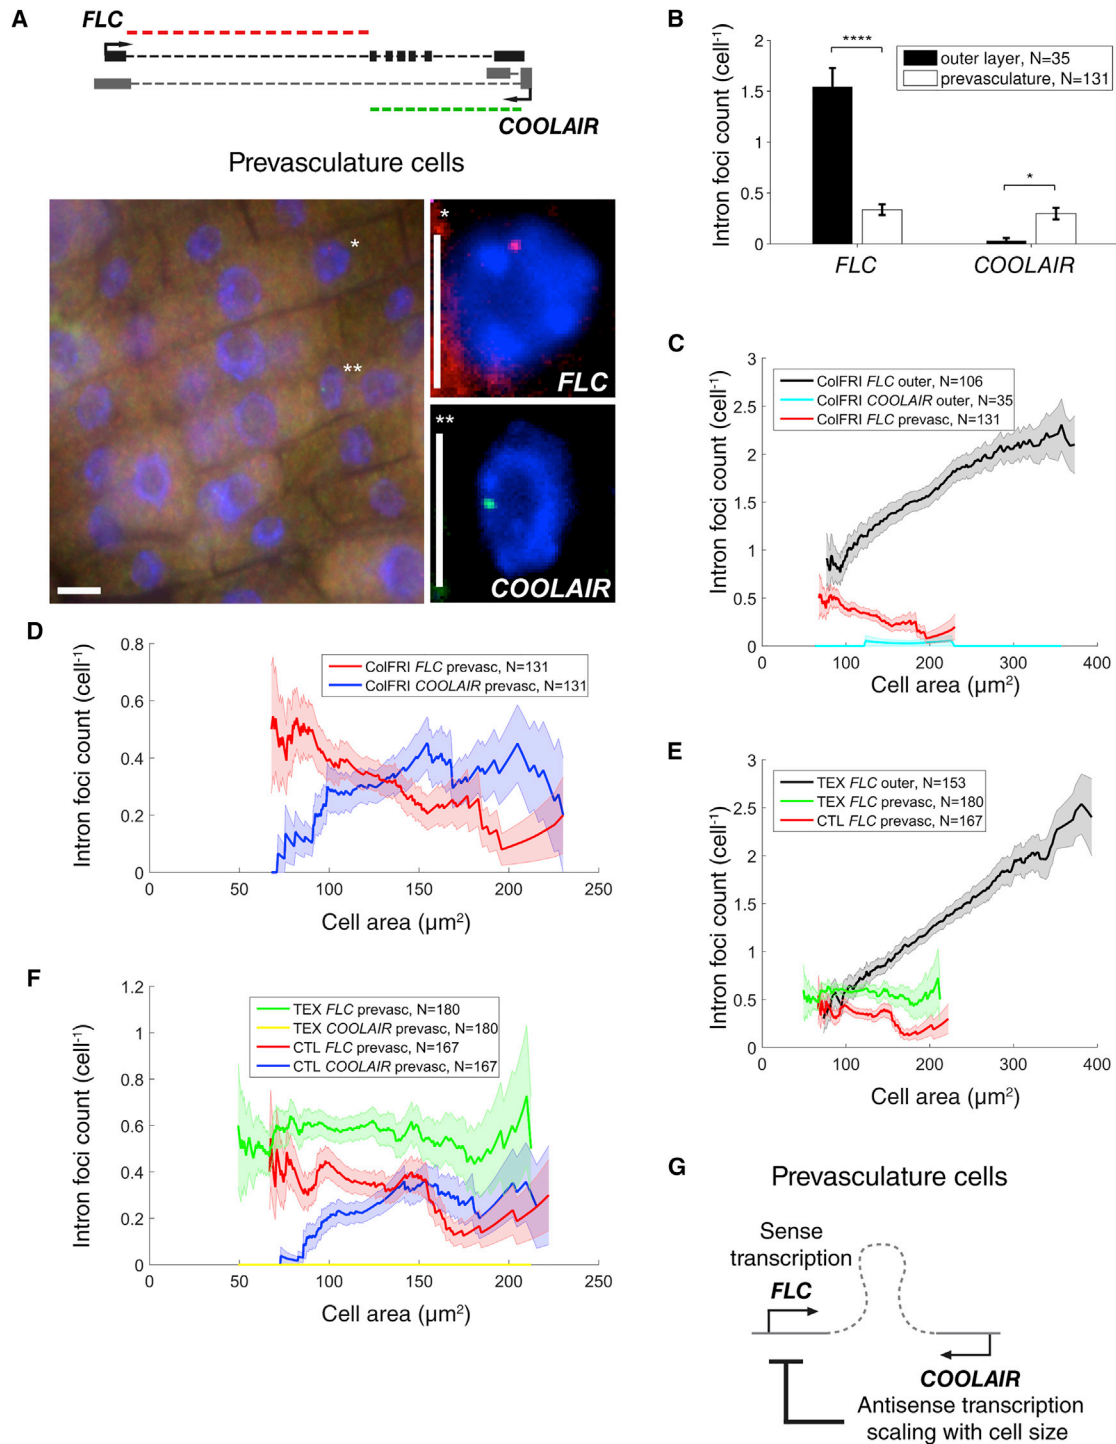 A
FLC
COOLAIR
Prevasculature cells
*
**
*
FLC
**
COOLAIR
B
Intron foci count (cell-1)
2
1.5
1
0.5
0
****
*
outer layer, N=35
prevasculature, N=131
FLC
COOLAIR
C
Intron foci count (cell-1)
3
2.5
2
1.5
1
0.5
0
ColFRI FLC outer, N=106
ColFRI COOLAIR outer, N=35
ColFRI FLC prevasc, N=131
0 100 200 300 400
Cell area (µm2)
D
Intron foci count (cell-1)
0.8
0.6
0.4
0.2
0
ColFRI FLC prevasc, N=131
ColFRI COOLAIR prevasc, N=131
0 50 100 150 200 250
Cell area (µm2)
E
Intron foci count (cell-1)
3
2.5
2
1.5
1
0.5
0
TEX FLC outer, N=153
TEX FLC prevasc, N=180
CTL FLC prevasc, N=167
0 100 200 300 400
Cell area (µm2)
F
Intron foci count (cell-1)
1.2
1
0.8
0.6
0.4
0.2
0
TEX FLC prevasc, N=180
TEX COOLAIR prevasc, N=180
CTL FLC prevasc, N=167
CTL COOLAIR prevasc, N=167
0 50 100 150 200 250
Cell area (µm2)
G
Prevasculature cells
Sense
transcription
FLC
COOLAIR
Antisense transcription
scaling with cell size